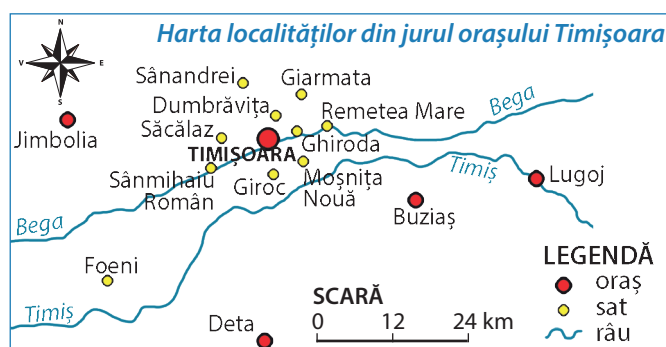 Harta localităților din jurul orașului Timișoara
N
V
E
S
Sânandrei
Giarmata
Dumbrăvița
Remetea Mare
Bega
Jimbolia
Săcălaz
TIMIȘOARA
Ghiroda
Sânmihaiu
Român
Giroc
Moșnița
Nouă
Timiș
Lugoj
Buziaș
Bega
Foeni
Timiș
Deta
SCARĂ
0 12 24 km
LEGENDĂ
oraș
sat
râu